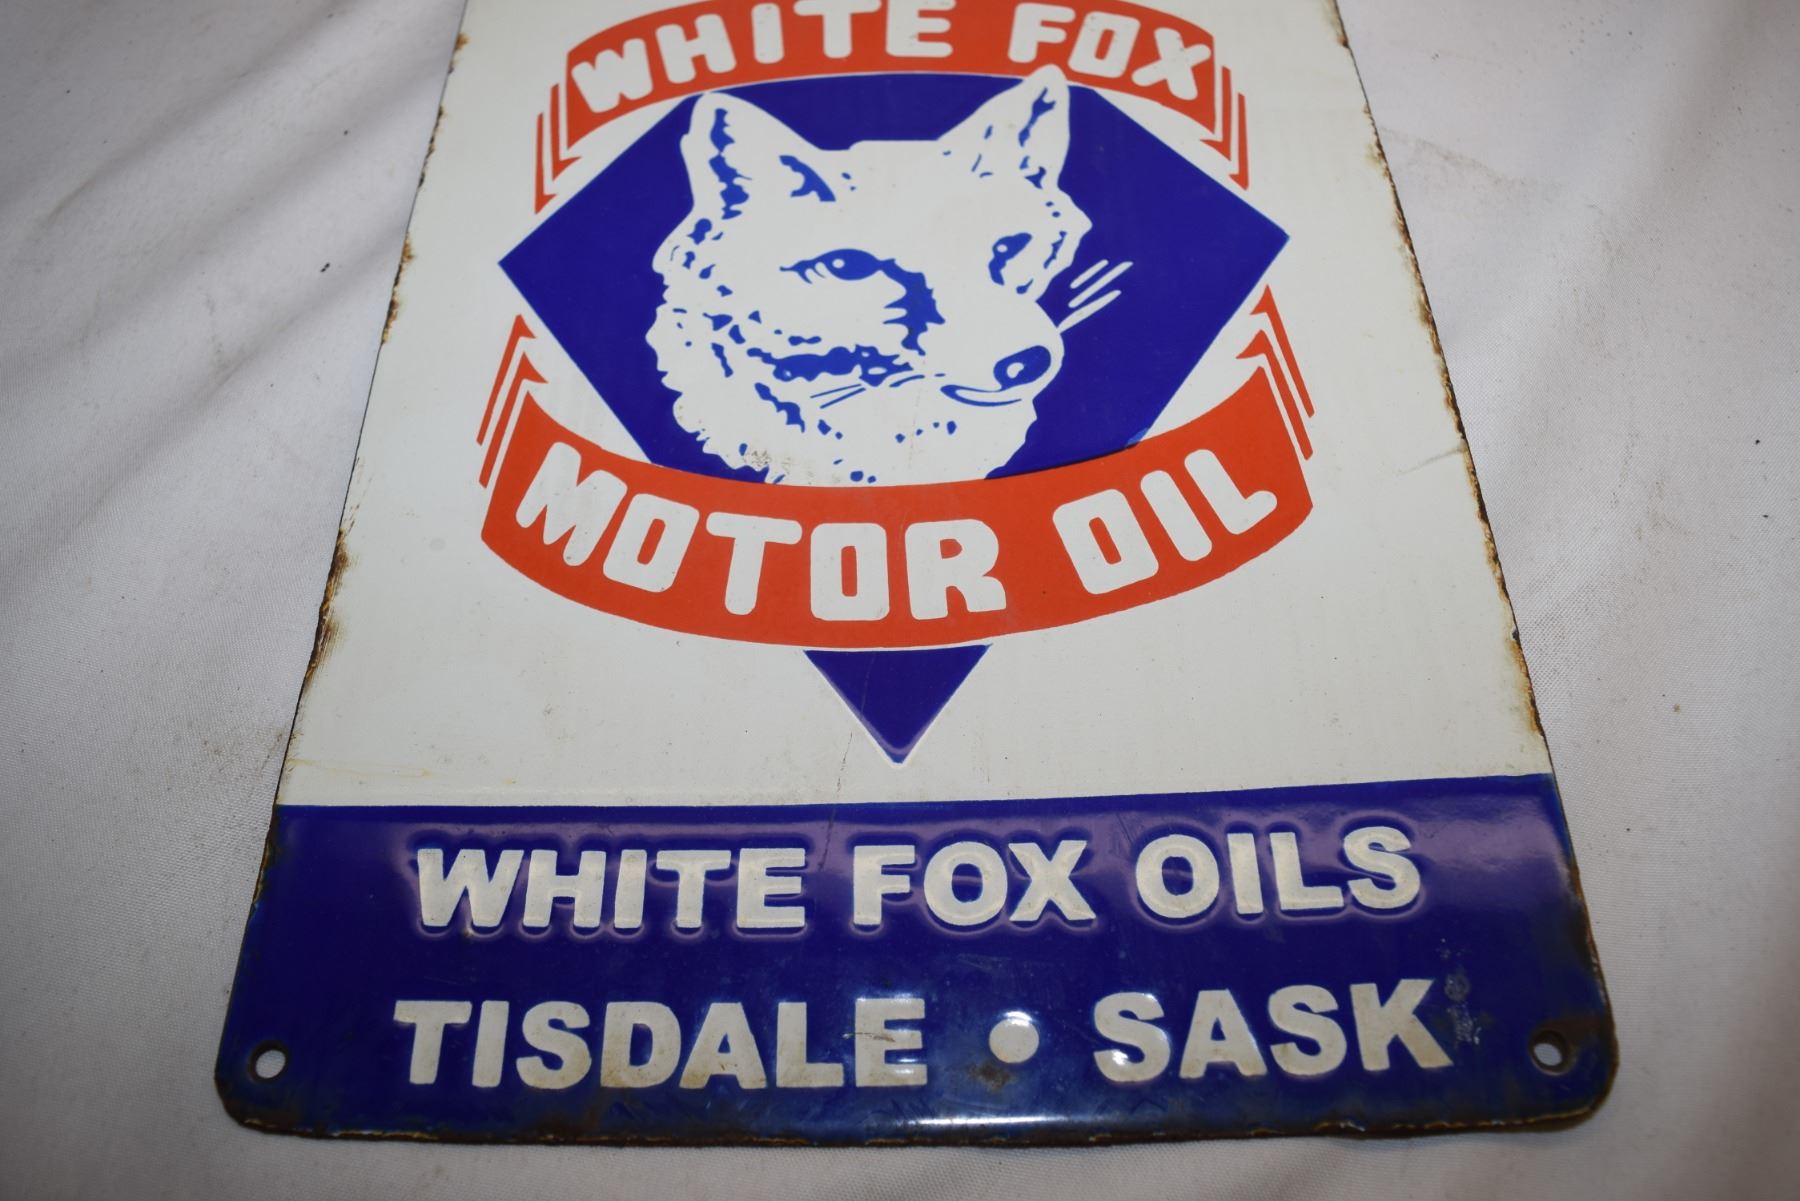 WHITE FOX
MOTOR OIL
WHITE FOX OILS
TISDALE • SASK